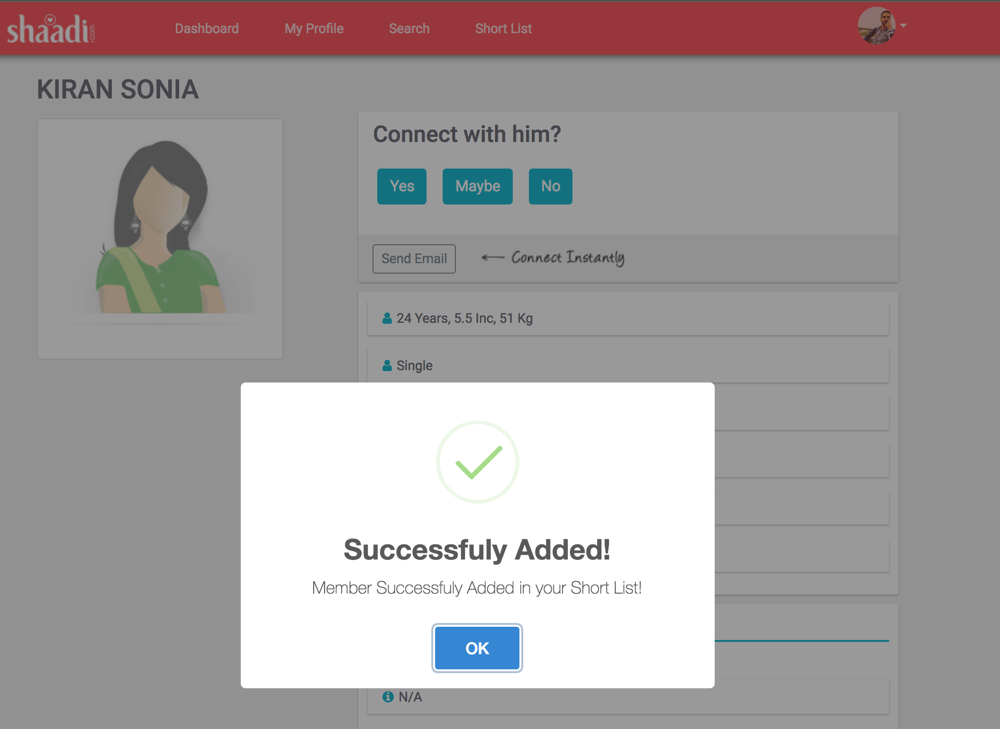 shaadi.com
Dashboard
My Profile
Search
Short List
KIRAN SONIA
Connect with him?
Yes
Maybe
No
Send Email
Connect Instantly
24 Years, 5.5 Inc, 51 Kg
Single
Successfuly Added!
Member Successfuly Added in your Short List!
OK
N/A